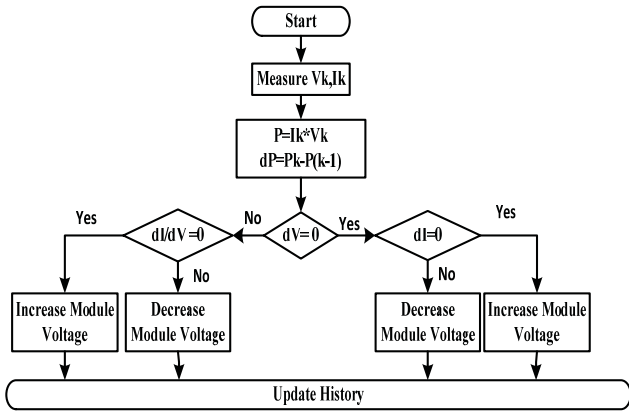 Start
Measure Vk,Ik
P=Ik*Vk
dP=Pk-P(k-1)
Yes
dI/dV =0
No
dV= 0
Yes
dI=0
Yes
No
No
Increase Module
Voltage
Decrease
Module Voltage
Decrease
Module Voltage
Increase Module
Voltage
Update History